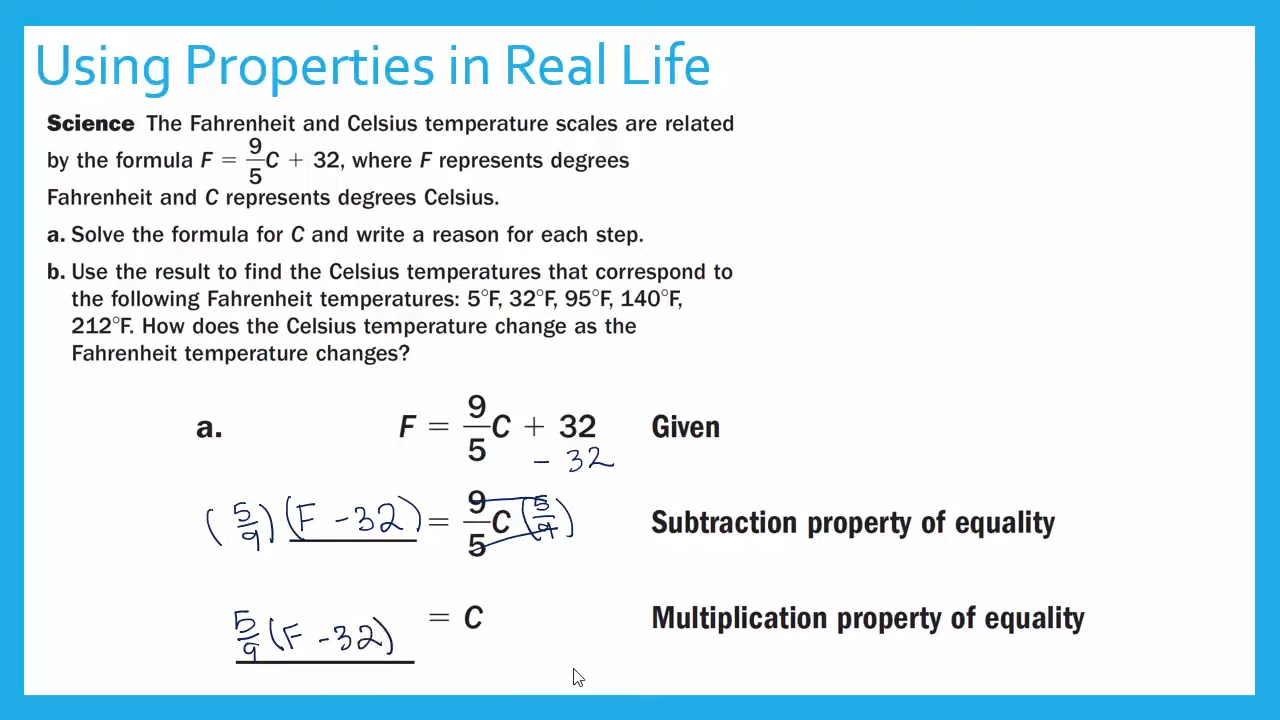 Using Properties in Real Life
Science The Fahrenheit and Celsius temperature scales are related
by the formula F = 9/5 C + 32, where F represents degrees
Fahrenheit and C represents degrees Celsius.
a. Solve the formula for C and write a reason for each step.
b. Use the result to find the Celsius temperatures that correspond to
the following Fahrenheit temperatures: 5°F, 32°F, 95°F, 140°F,
212°F. How does the Celsius temperature change as the
Fahrenheit temperature changes?
a. F = 9/5 C + 32 Given
- 32
(5/9) (F - 32) = 9/5 C (5/9) Subtraction property of equality
5/9 (F - 32) = C Multiplication property of equality